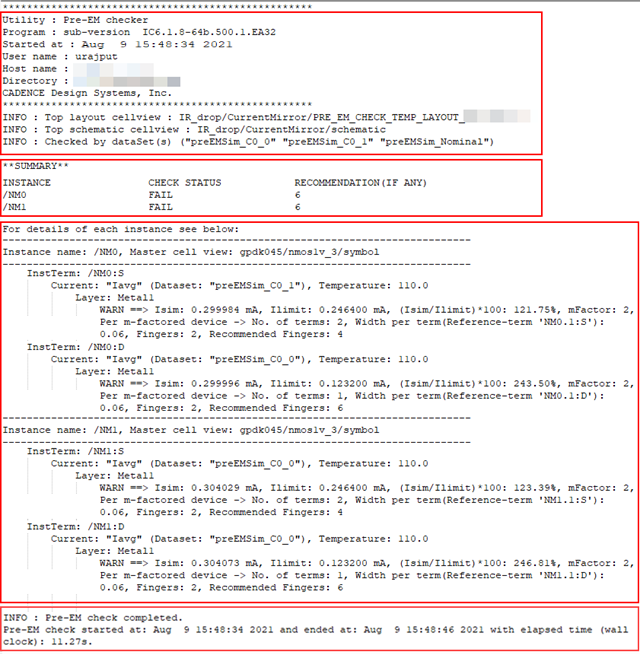 ****************************************************
Utility : Pre-EM checker
Program : sub-version  IC6.1.8-64b.500.1.EA32
Started at : Aug  9 15:48:34 2021
User name : urajput
Host name :
Directory :
CADENCE Design Systems, Inc.
****************************************************
INFO : Top layout cellview : IR_drop/CurrentMirror/PRE_EM_CHECK_TEMP_LAYOUT_
INFO : Top schematic cellview : IR_drop/CurrentMirror/schematic
INFO : Checked by dataSet(s) ("preEMSim_C0_0" "preEMSim_C0_1" "preEMSim_Nominal")
**SUMMARY**
INSTANCE CHECK STATUS RECOMMENDATION(IF ANY)
/NM0 FAIL 6
/NM1 FAIL 6
For details of each instance see below:
------------------------------------------------------------------------------
Instance name: /NM0, Master cell view: gpdk045/nmos1v_3/symbol
------------------------------------------------------------------------------
InstTerm: /NM0:S
Current: "Iavg" (Dataset: "preEMSim_C0_1"), Temperature: 110.0
Layer: Metal1
WARN ==> Isim: 0.299984 mA, Ilimit: 0.246400 mA, (Isim/Ilimit)*100: 121.75%, mFactor: 2,
Per m-factored device -> No. of terms: 2, Width per term(Reference-term 'NM0.1:S'):
0.06, Fingers: 2, Recommended Fingers: 4
InstTerm: /NM0:D
Current: "Iavg" (Dataset: "preEMSim_C0_0"), Temperature: 110.0
Layer: Metal1
WARN ==> Isim: 0.299996 mA, Ilimit: 0.123200 mA, (Isim/Ilimit)*100: 243.50%, mFactor: 2,
Per m-factored device -> No. of terms: 1, Width per term(Reference-term 'NM0.1:D'):
0.06, Fingers: 2, Recommended Fingers: 6
------------------------------------------------------------------------------
Instance name: /NM1, Master cell view: gpdk045/nmos1v_3/symbol
------------------------------------------------------------------------------
InstTerm: /NM1:S
Current: "Iavg" (Dataset: "preEMSim_C0_0"), Temperature: 110.0
Layer: Metal1
WARN ==> Isim: 0.304029 mA, Ilimit: 0.246400 mA, (Isim/Ilimit)*100: 123.39%, mFactor: 2,
Per m-factored device -> No. of terms: 2, Width per term(Reference-term 'NM1.1:S'):
0.06, Fingers: 2, Recommended Fingers: 4
InstTerm: /NM1:D
Current: "Iavg" (Dataset: "preEMSim_C0_0"), Temperature: 110.0
Layer: Metal1
WARN ==> Isim: 0.304073 mA, Ilimit: 0.123200 mA, (Isim/Ilimit)*100: 246.81%, mFactor: 2,
Per m-factored device -> No. of terms: 1, Width per term(Reference-term 'NM1.1:D'):
0.06, Fingers: 2, Recommended Fingers: 6
INFO : Pre-EM check completed.
Pre-EM check started at: Aug  9 15:48:34 2021 and ended at: Aug  9 15:48:46 2021 with elapsed time (wall
clock): 11.27s.